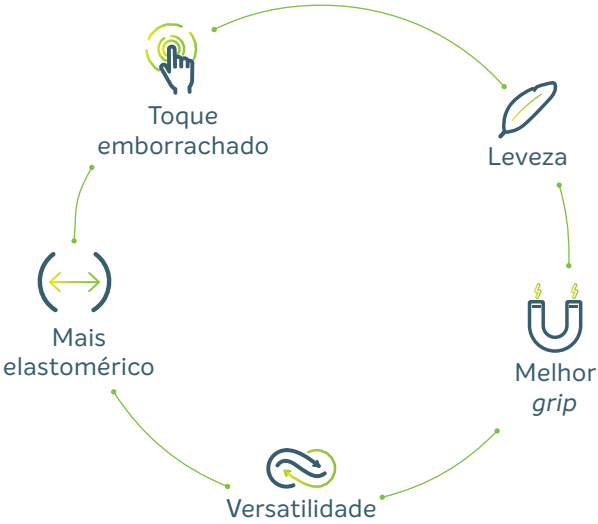 Toque
emborrachado
Leveza
Melhor
grip
Versatilidade
Mais
elastomérico